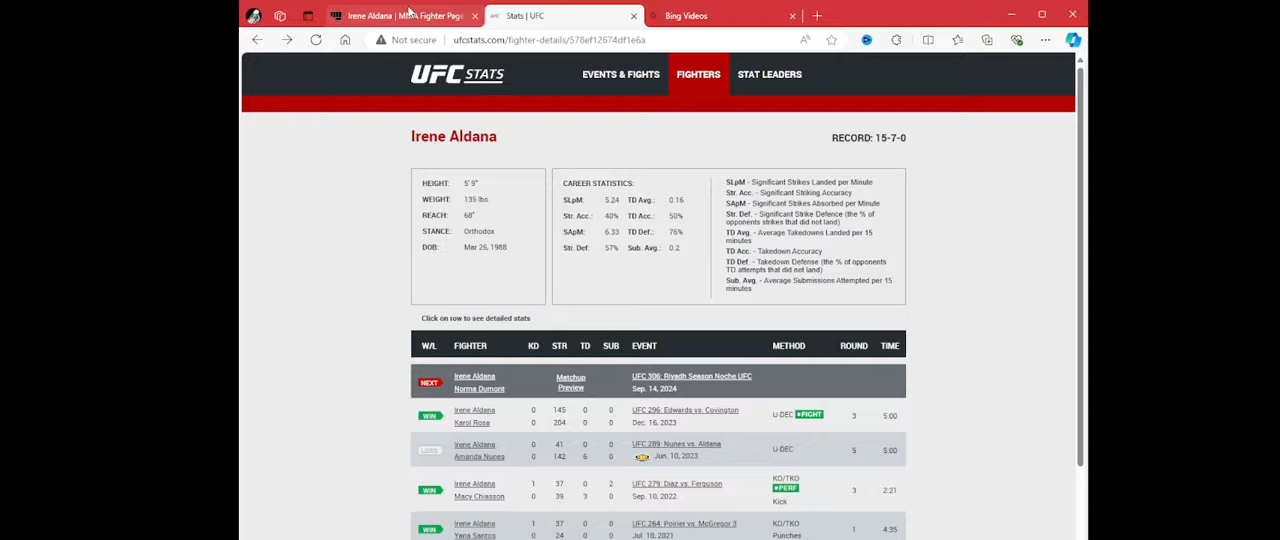 Irene Aldana | MMA Fighter Page
Stats | UFC
Bing Videos
Not secure
ufcstats.com/fighter-details/578ef12674df1e6a
UFC STATS
EVENTS & FIGHTS FIGHTERS STAT LEADERS
Irene Aldana
RECORD: 15-7-0
HEIGHT: 5' 9"
WEIGHT: 135 lbs.
REACH: 68"
STANCE: Orthodox
DOB: Mar 26, 1988
CAREER STATISTICS:
SLpM: 5.24 TD Avg.: 0.16
Str. Acc.: 40% TD Acc.: 50%
SApM: 6.33 TD Def.: 76%
Str. Def: 57% Sub. Avg.: 0.2
SLpM - Significant Strikes Landed per Minute
Str. Acc. - Significant Striking Accuracy
SApM - Significant Strikes Absorbed per Minute
Str. Def. - Significant Strike Defence (the % of
opponents strikes that did not land)
TD Avg. - Average Takedowns Landed per 15
minutes
TD Acc. - Takedown Accuracy
TD Def. - Takedown Defense (the % of opponents
TD attempts that did not land)
Sub. Avg. - Average Submissions Attempted per 15
minutes
Click on row to see detailed stats
W/L FIGHTER KD STR TD SUB EVENT METHOD ROUND TIME
NEXT
Irene Aldana
Norma Dumont
Matchup
Preview
UFC 306: Riyadh Season Noche UFC
Sep. 14, 2024
WIN
Irene Aldana 0 145 0 0 UFC 296: Edwards vs. Covington
Karol Rosa 0 204 0 0 Dec. 16, 2023
U-DEC FIGHT 3 5:00
LOSS
Irene Aldana 0 41 0 0 UFC 289: Nunes vs. Aldana
Amanda Nunes 0 142 6 0 Jun. 10, 2023
U-DEC 5 5:00
WIN
Irene Aldana 1 37 0 2 UFC 279: Diaz vs. Ferguson
Macy Chiasson 0 39 3 0 Sep. 10, 2022
KO/TKO
PERF
Kick
3 2:21
WIN
Irene Aldana 1 37 0 0 UFC 264: Poirier vs. McGregor 3
Yana Santos 0 24 0 0 Jul. 10, 2021
KO/TKO
Punches
1 4:35